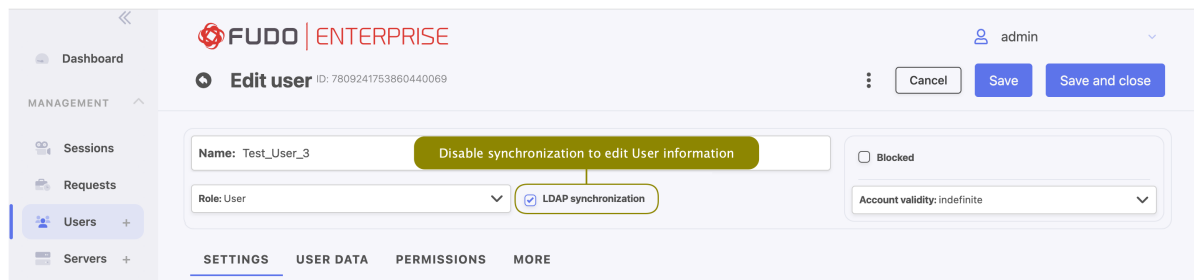 FUDO ENTERPRISE
admin
Dashboard
Edit user ID: 7809241753860440069
Cancel
Save
Save and close
MANAGEMENT
Sessions
Name: Test_User_3
Disable synchronization to edit User information
Blocked
Requests
Role: User
LDAP synchronization
Account validity: indefinite
Users +
Servers +
SETTINGS USER DATA PERMISSIONS MORE